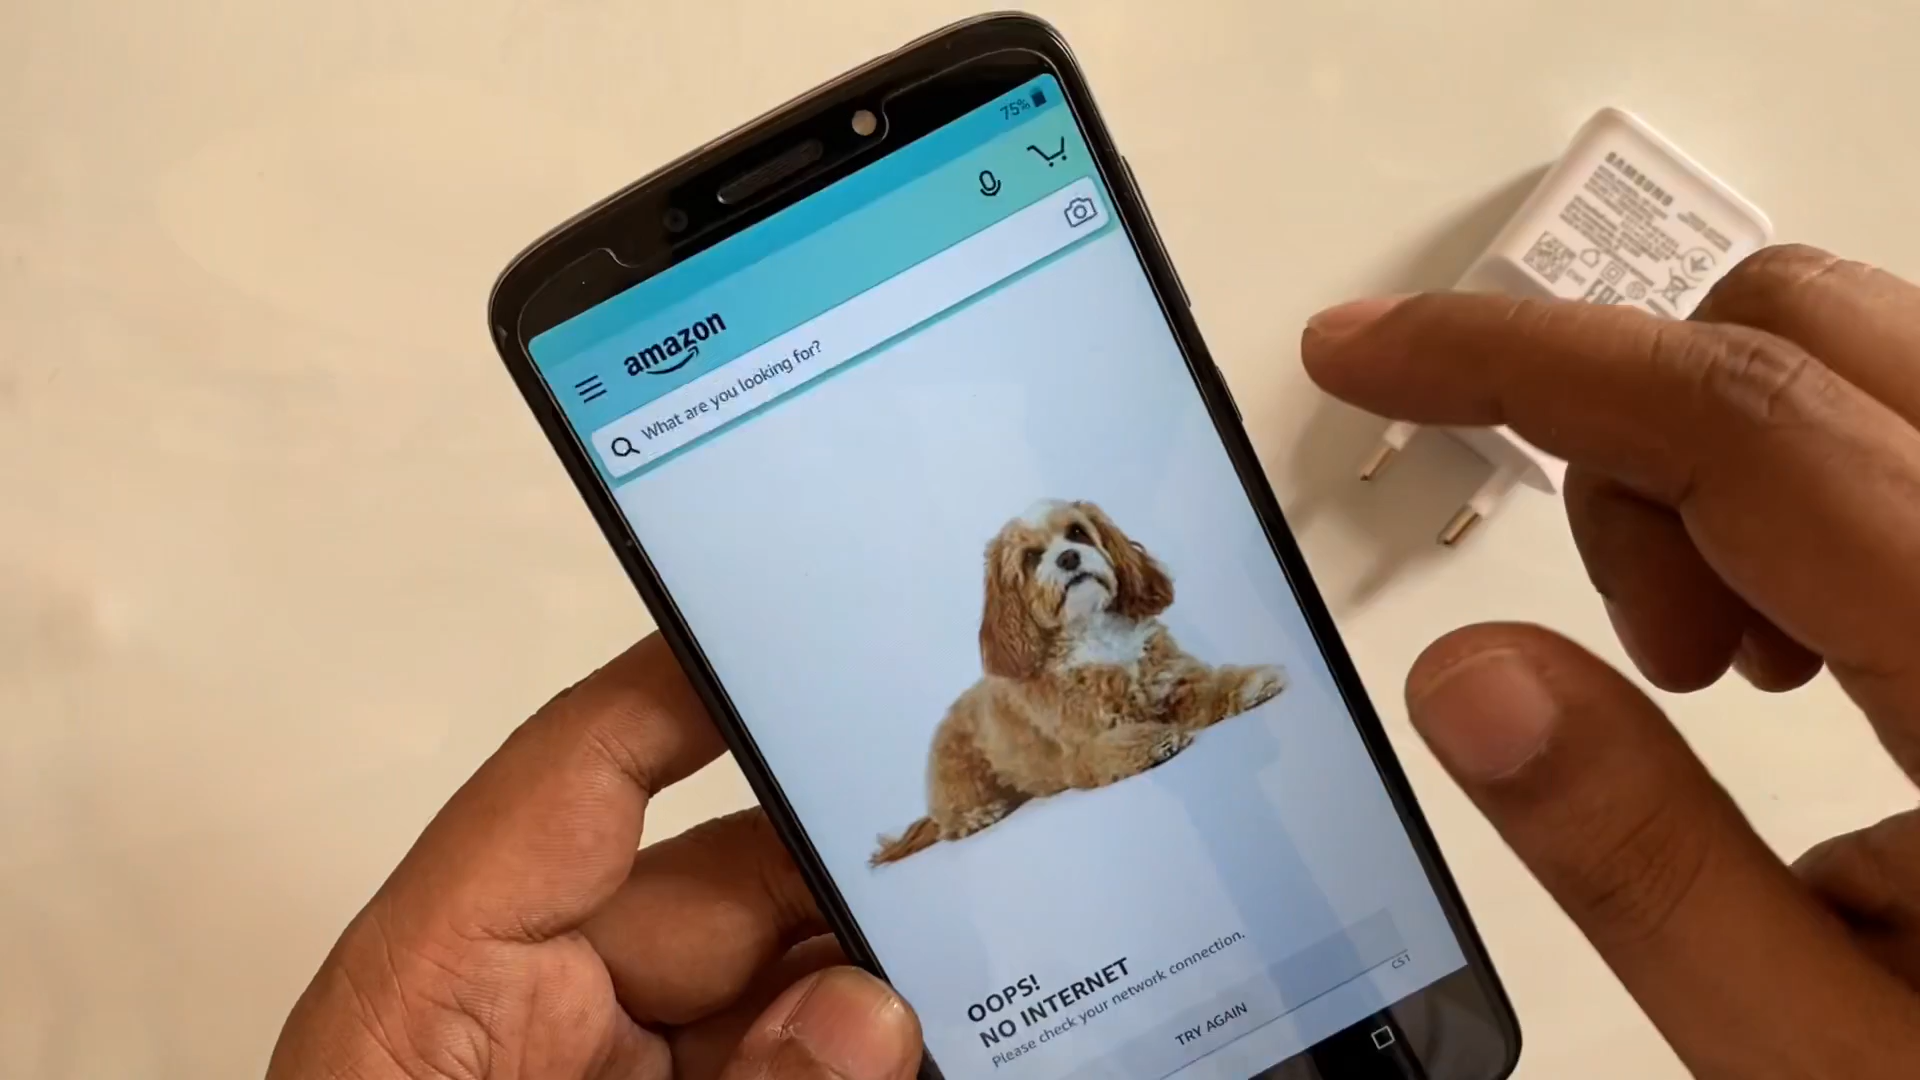 75%
amazon
What are you looking for?
OOPS!
NO INTERNET
Please check your network connection.
CS1
TRY AGAIN
SAMSUNG